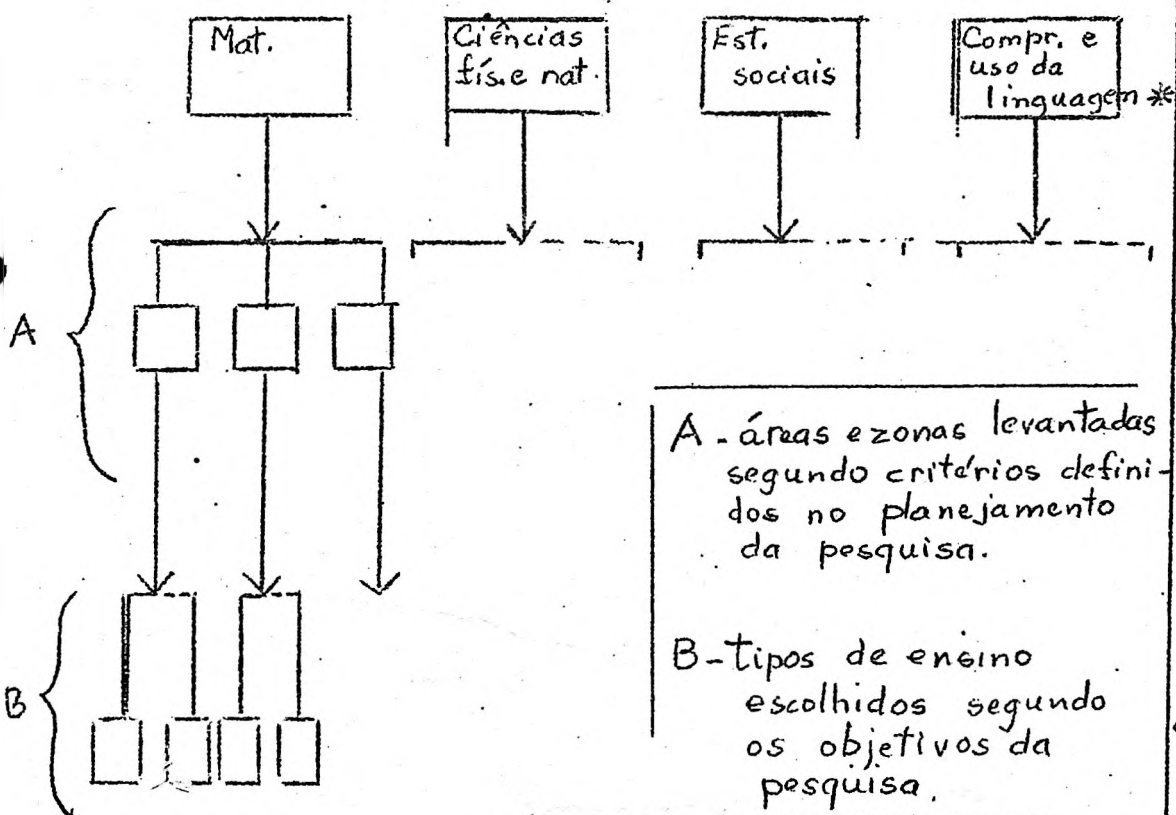 Mat.
Ciências
fís. e nat.
Est.
sociais
Compr. e
uso da
linguagem *
A
A - áreas e zonas levantadas
segundo critérios defini-
dos no planejamento
da pesquisa.
B
B - tipos de ensino
escolhidos segundo
os objetivos da
pesquisa.